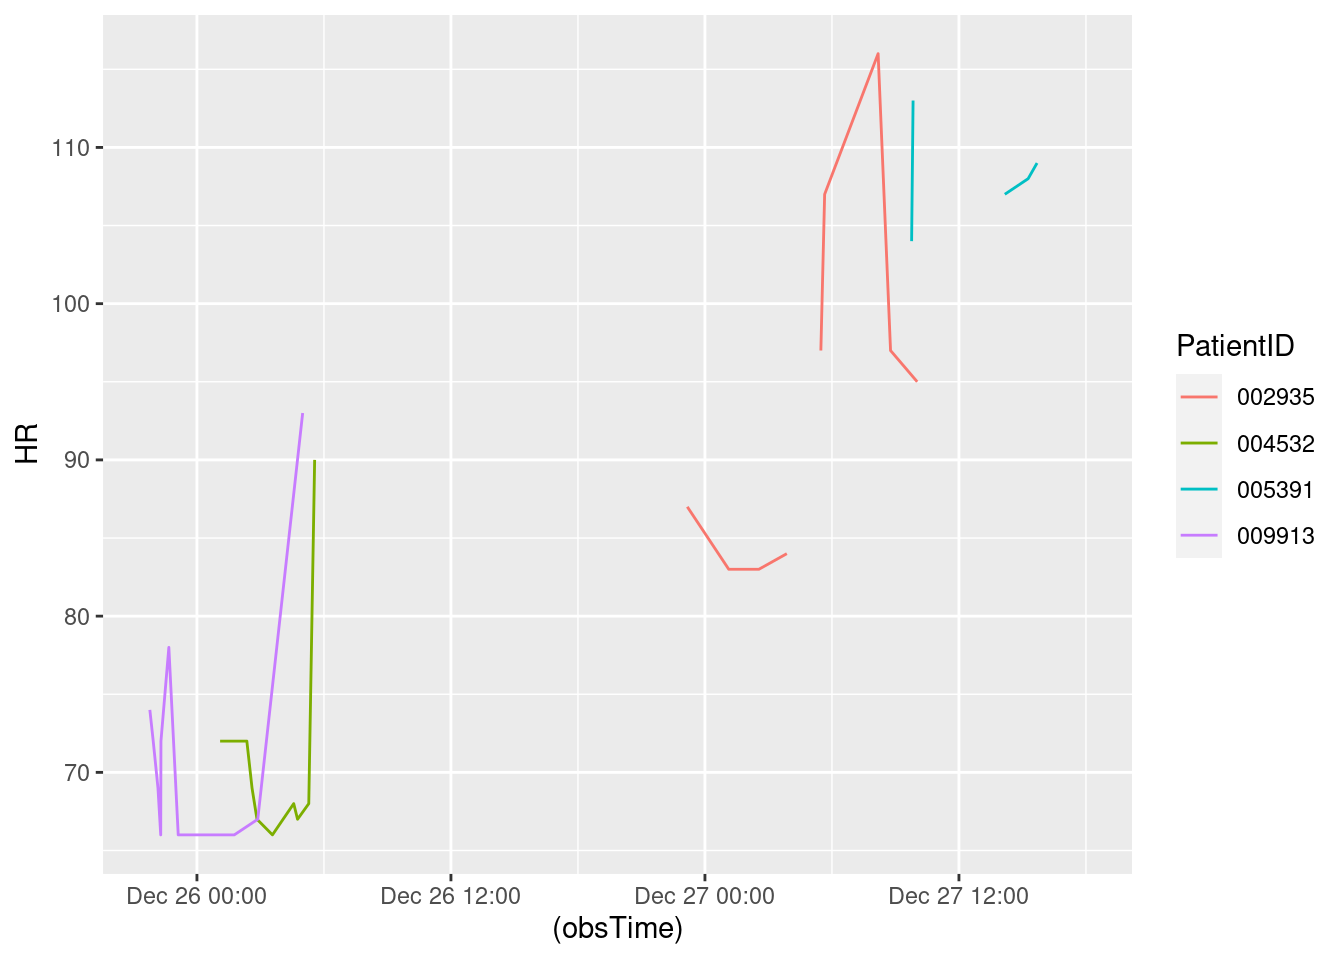 110
100
90
80
70
HR
Dec 26 00:00
Dec 26 12:00
Dec 27 00:00
Dec 27 12:00
(obsTime)
PatientID
002935
004532
005391
009913